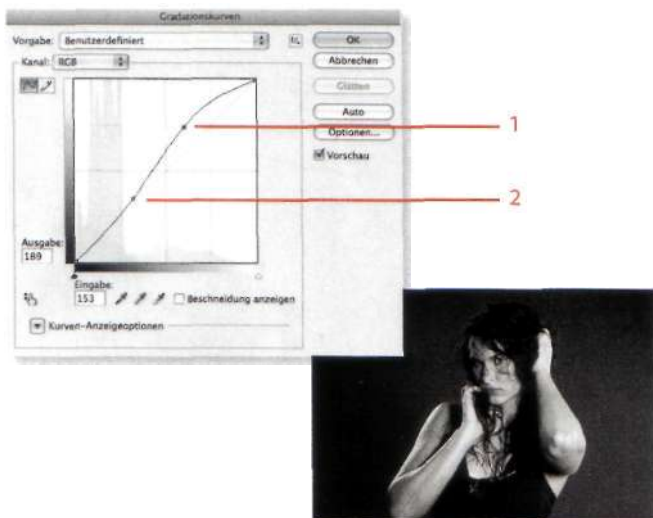 Gradationskurven
Vorgabe: Benutzerdefiniert
OK
Kanal: RGB
Abbrechen
Glätten
Auto
1
Optionen...
Vorschau
2
Ausgabe:
189
Eingabe:
153
Beschneidung anzeigen
Kurven-Anzeigeoptionen